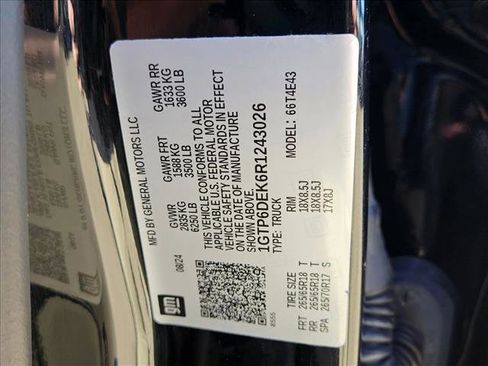 MFD BY GENERAL MOTORS LLC
08/24
GVWR
2835 KG
6250 LB
GAWR FRT
1588 KG
3500 LB
GAWR RR
1633 KG
3600 LB
THIS VEHICLE CONFORMS TO ALL
APPLICABLE U.S. FEDERAL MOTOR
VEHICLE SAFETY STANDARDS IN EFFECT
ON THE DATE OF MANUFACTURE
SHOWN ABOVE.
1GTP6DEK6R1243026
TYPE: TRUCK
MODEL: 66T4E43
gm
8555
TIRE SIZE RIM
FRT 265/65R18 T 18X8.5J
RR 265/65R18 T 18X8.5J
SPA 265/70R17 S 17X8J